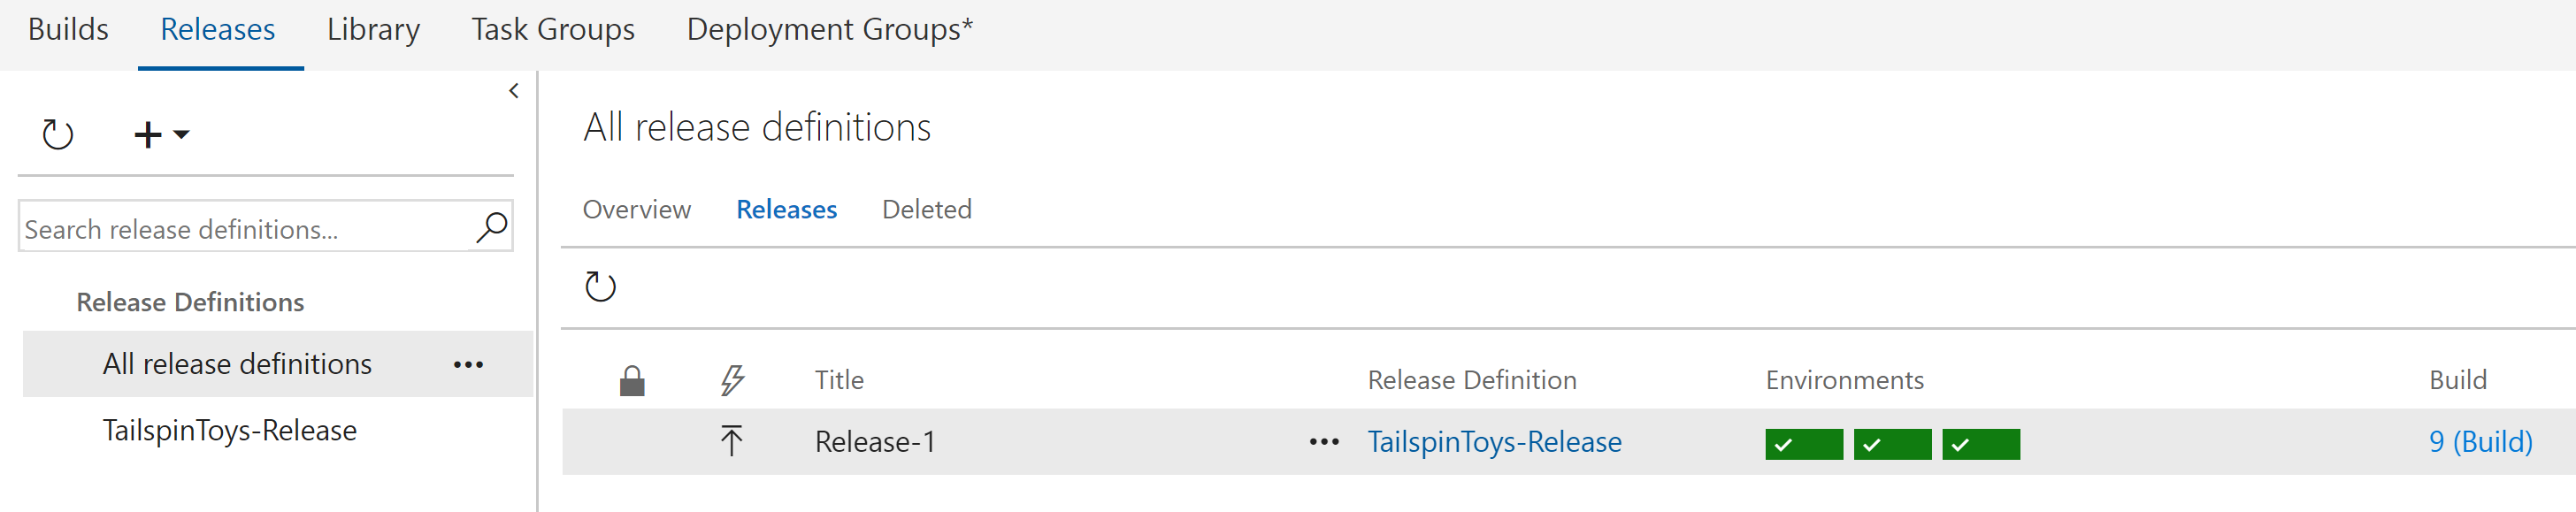 Builds Releases Library Task Groups Deployment Groups*
All release definitions
Overview Releases Deleted
Search release definitions...
Release Definitions
All release definitions ...
TailspinToys-Release
Title Release Definition Environments Build
Release-1 ... TailspinToys-Release 9 (Build)